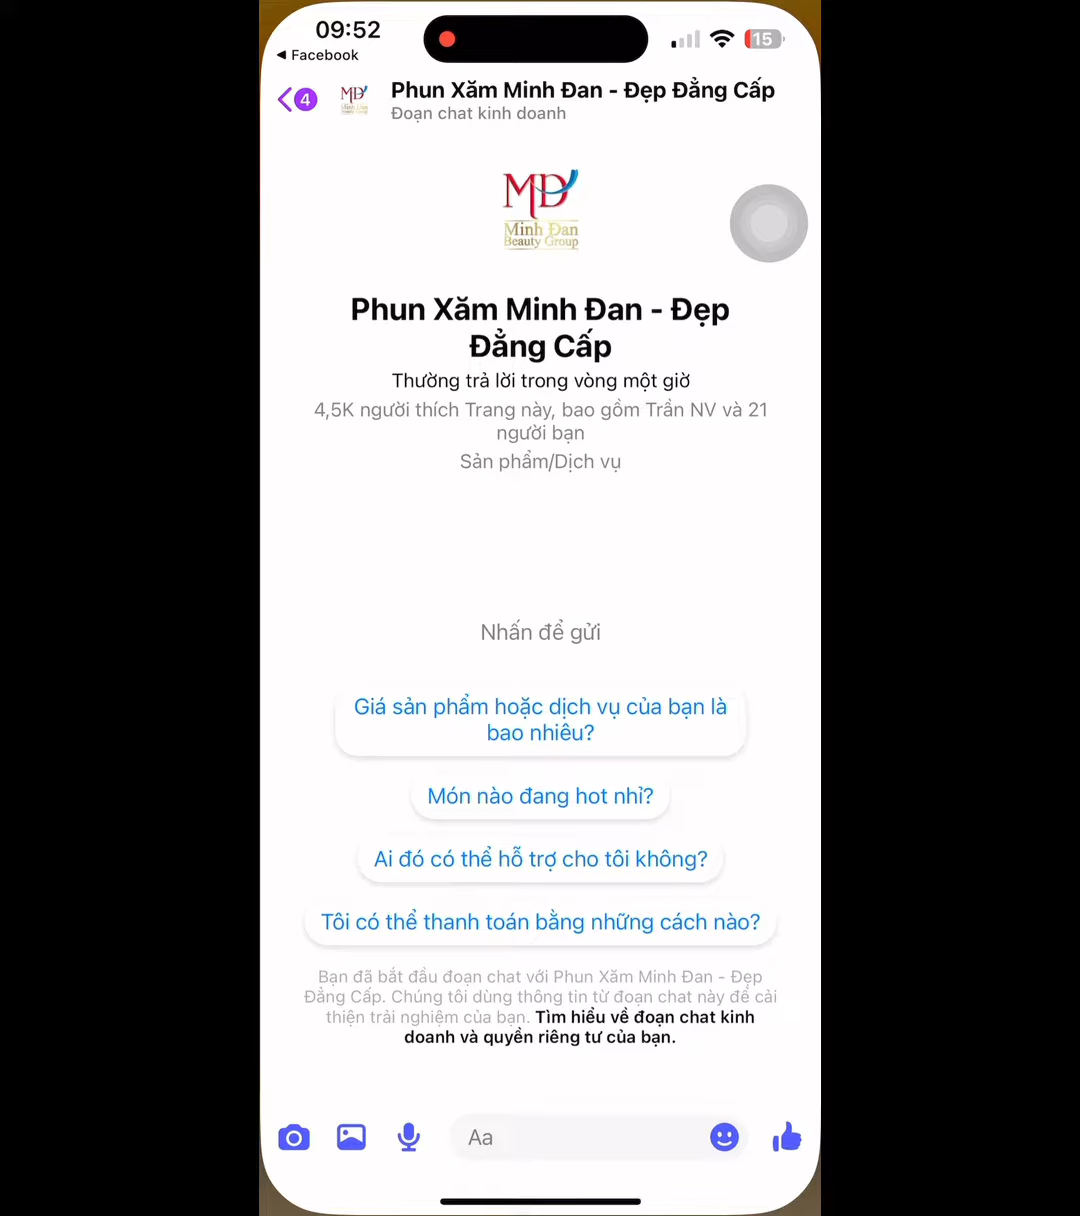 09:52
15
◀ Facebook
4
MD
Minh Đan
Beauty Group
Phun Xăm Minh Đan - Đẹp Đẳng Cấp
Đoạn chat kinh doanh
MD
Minh Đan
Beauty Group
Phun Xăm Minh Đan - Đẹp
Đẳng Cấp
Thường trả lời trong vòng một giờ
4,5K người thích Trang này, bao gồm Trần NV và 21
người bạn
Sản phẩm/Dịch vụ
Nhấn để gửi
Giá sản phẩm hoặc dịch vụ của bạn là
bao nhiêu?
Món nào đang hot nhỉ?
Ai đó có thể hỗ trợ cho tôi không?
Tôi có thể thanh toán bằng những cách nào?
Bạn đã bắt đầu đoạn chat với Phun Xăm Minh Đan - Đẹp
Đẳng Cấp. Chúng tôi dùng thông tin từ đoạn chat này để cải
thiện trải nghiệm của bạn. Tìm hiểu về đoạn chat kinh
doanh và quyền riêng tư của bạn.
Aa